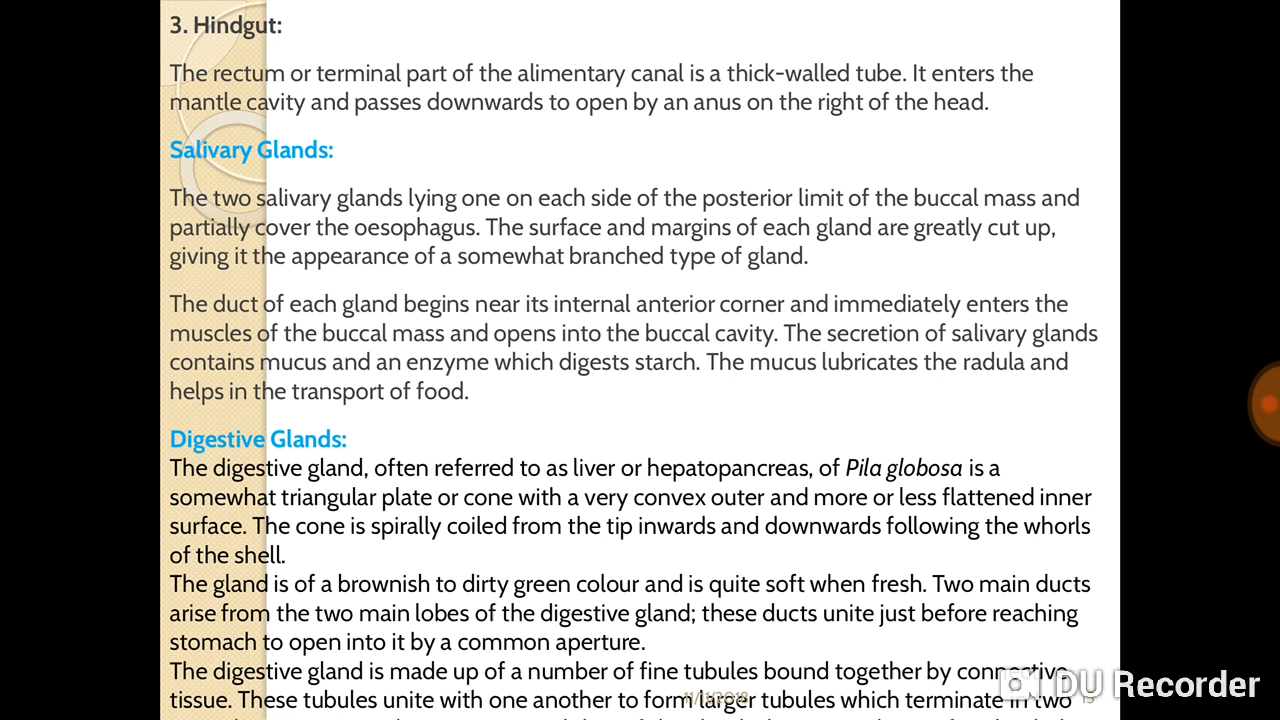 3. Hindgut:
The rectum or terminal part of the alimentary canal is a thick-walled tube. It enters the
mantle cavity and passes downwards to open by an anus on the right of the head.
Salivary Glands:
The two salivary glands lying one on each side of the posterior limit of the buccal mass and
partially cover the oesophagus. The surface and margins of each gland are greatly cut up,
giving it the appearance of a somewhat branched type of gland.
The duct of each gland begins near its internal anterior corner and immediately enters the
muscles of the buccal mass and opens into the buccal cavity. The secretion of salivary glands
contains mucus and an enzyme which digests starch. The mucus lubricates the radula and
helps in the transport of food.
Digestive Glands:
The digestive gland, often referred to as liver or hepatopancreas, of Pila globosa is a
somewhat triangular plate or cone with a very convex outer and more or less flattened inner
surface. The cone is spirally coiled from the tip inwards and downwards following the whorls
of the shell.
The gland is of a brownish to dirty green colour and is quite soft when fresh. Two main ducts
arise from the two main lobes of the digestive gland; these ducts unite just before reaching
stomach to open into it by a common aperture.
The digestive gland is made up of a number of fine tubules bound together by connective
tissue. These tubules unite with one another to form larger tubules which terminate in two
DU Recorder